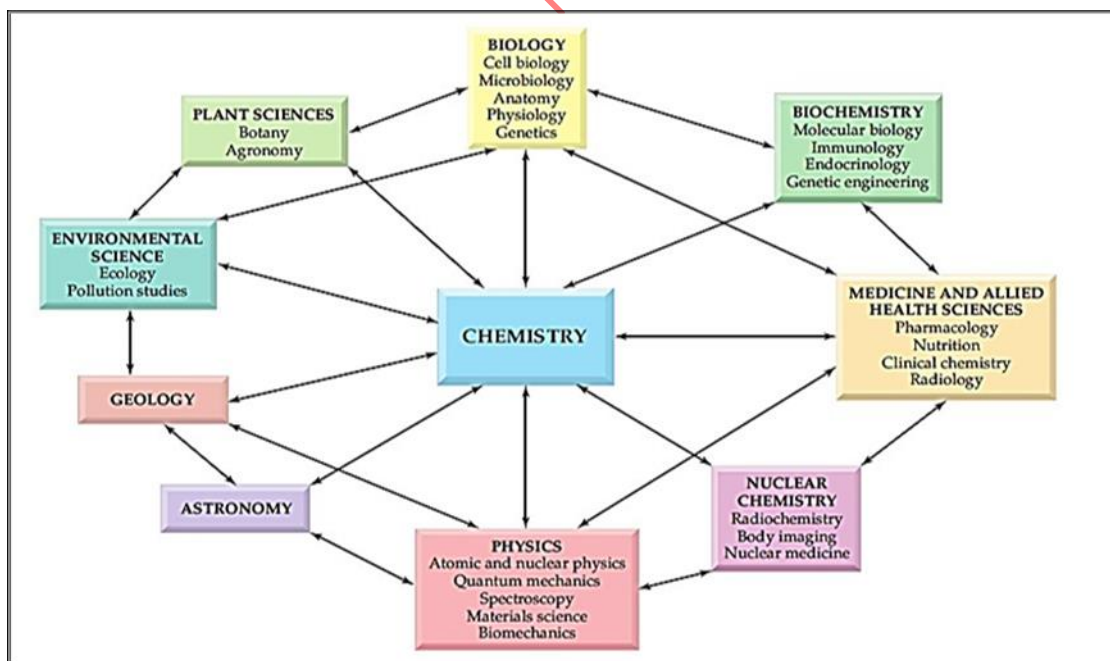 BIOLOGY
Cell biology
Microbiology
Anatomy
Physiology
Genetics
PLANT SCIENCES
Botany
Agronomy
BIOCHEMISTRY
Molecular biology
Immunology
Endocrinology
Genetic engineering
ENVIRONMENTAL
SCIENCE
Ecology
Pollution studies
CHEMISTRY
MEDICINE AND ALLIED
HEALTH SCIENCES
Pharmacology
Nutrition
Clinical chemistry
Radiology
GEOLOGY
ASTRONOMY
PHYSICS
Atomic and nuclear physics
Quantum mechanics
Spectroscopy
Materials science
Biomechanics
NUCLEAR
CHEMISTRY
Radiochemistry
Body imaging
Nuclear medicine